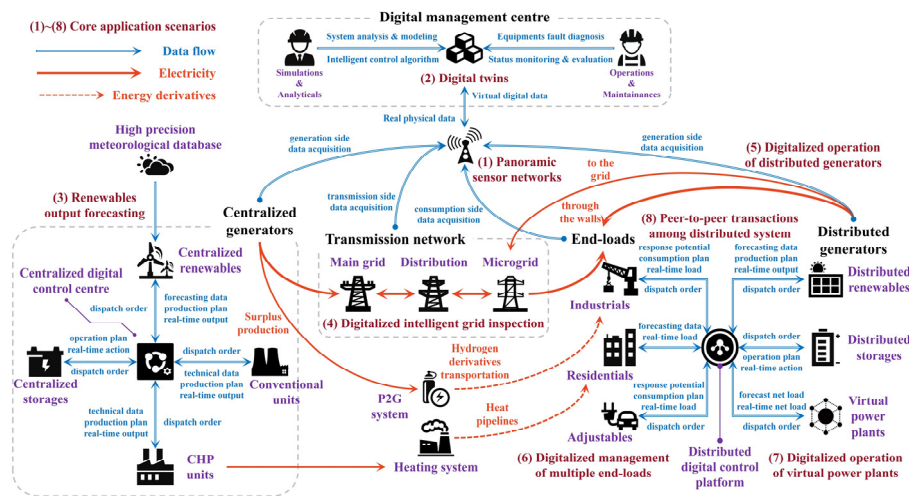 Digital management centre
(1)~(8) Core application scenarios
Data flow
Electricity
Energy derivatives
System analysis & modeling
Intelligent control algorithm
Equipments fault diagnosis
Status monitoring & evaluation
Simulations
&
Analyticals
(2) Digital twins
Operations
&
Maintainances
Virtual digital data
Real physical data
High precision
meteorological database
generation side
data acquisition
(1) Panoramic
sensor networks
generation side
data acquisition
(5) Digitalized operation
of distributed generators
to the
grid
(3) Renewables
output forecasting
transmission side
data acquisition
consumption side
data acquisition
through
the walls
Centralized
generators
Transmission network
End-loads
(8) Peer-to-peer transactions
among distributed system
Distributed
generators
Centralized
renewables
Main grid
Distribution
Microgrid
(4) Digitalized intelligent grid inspection
Centralized digital
control centre
dispatch order
forecasting data
production plan
real-time output
Surplus
production
operation plan
real-time action
dispatch order
dispatch order
technical data
production plan
real-time output
Centralized
storages
Conventional
units
technical data
production plan
real-time output
dispatch order
CHP
units
P2G
system
Hydrogen
derivatives
transportation
Heat
pipelines
Heating system
Industrials
response potential
consumption plan
real-time load
dispatch order
forecasting data
production plan
real-time output
dispatch order
Distributed
renewables
Residentials
forecasting data
real-time load
dispatch order
operation plan
real-time action
Distributed
storages
Adjustables
response potential
consumption plan
real-time load
dispatch order
forecast net load
real-time net load
dispatch order
Virtual
power
plants
(6) Digitalized management
of multiple end-loads
Distributed
digital control
platform
(7) Digitalized operation
of virtual power plants